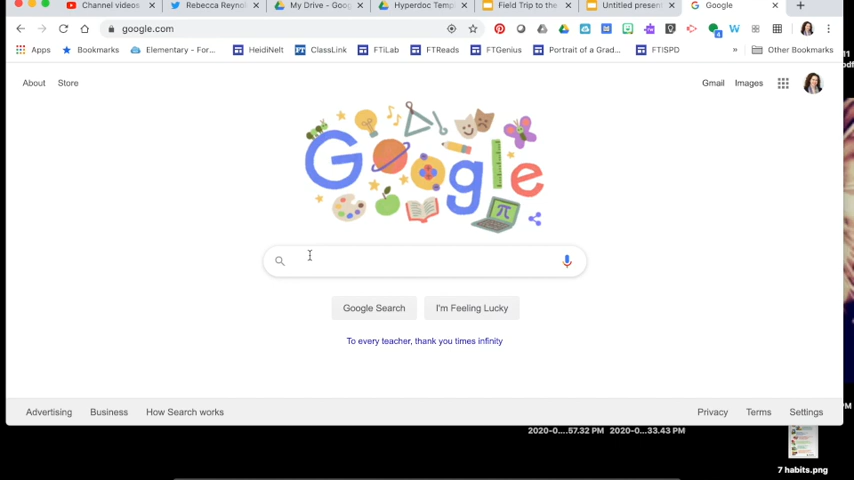 Channel videos
Rebecca Reynol
My Drive - Goog
Hyperdoc Temp
Field Trip to the
Untitled presen
Google
google.com
Apps
Bookmarks
Elementary - For...
HeidiNelt
ClassLink
FTiLab
FTReads
FTGenius
Portrait of a Grad...
FTISPD
»
Other Bookmarks
About
Store
Gmail
Images
Google
π
Google Search
I'm Feeling Lucky
To every teacher, thank you times infinity
Advertising
Business
How Search works
Privacy
Terms
Settings
2020-0....57.32 PM
2020-0...33.43 PM
7 habits.png